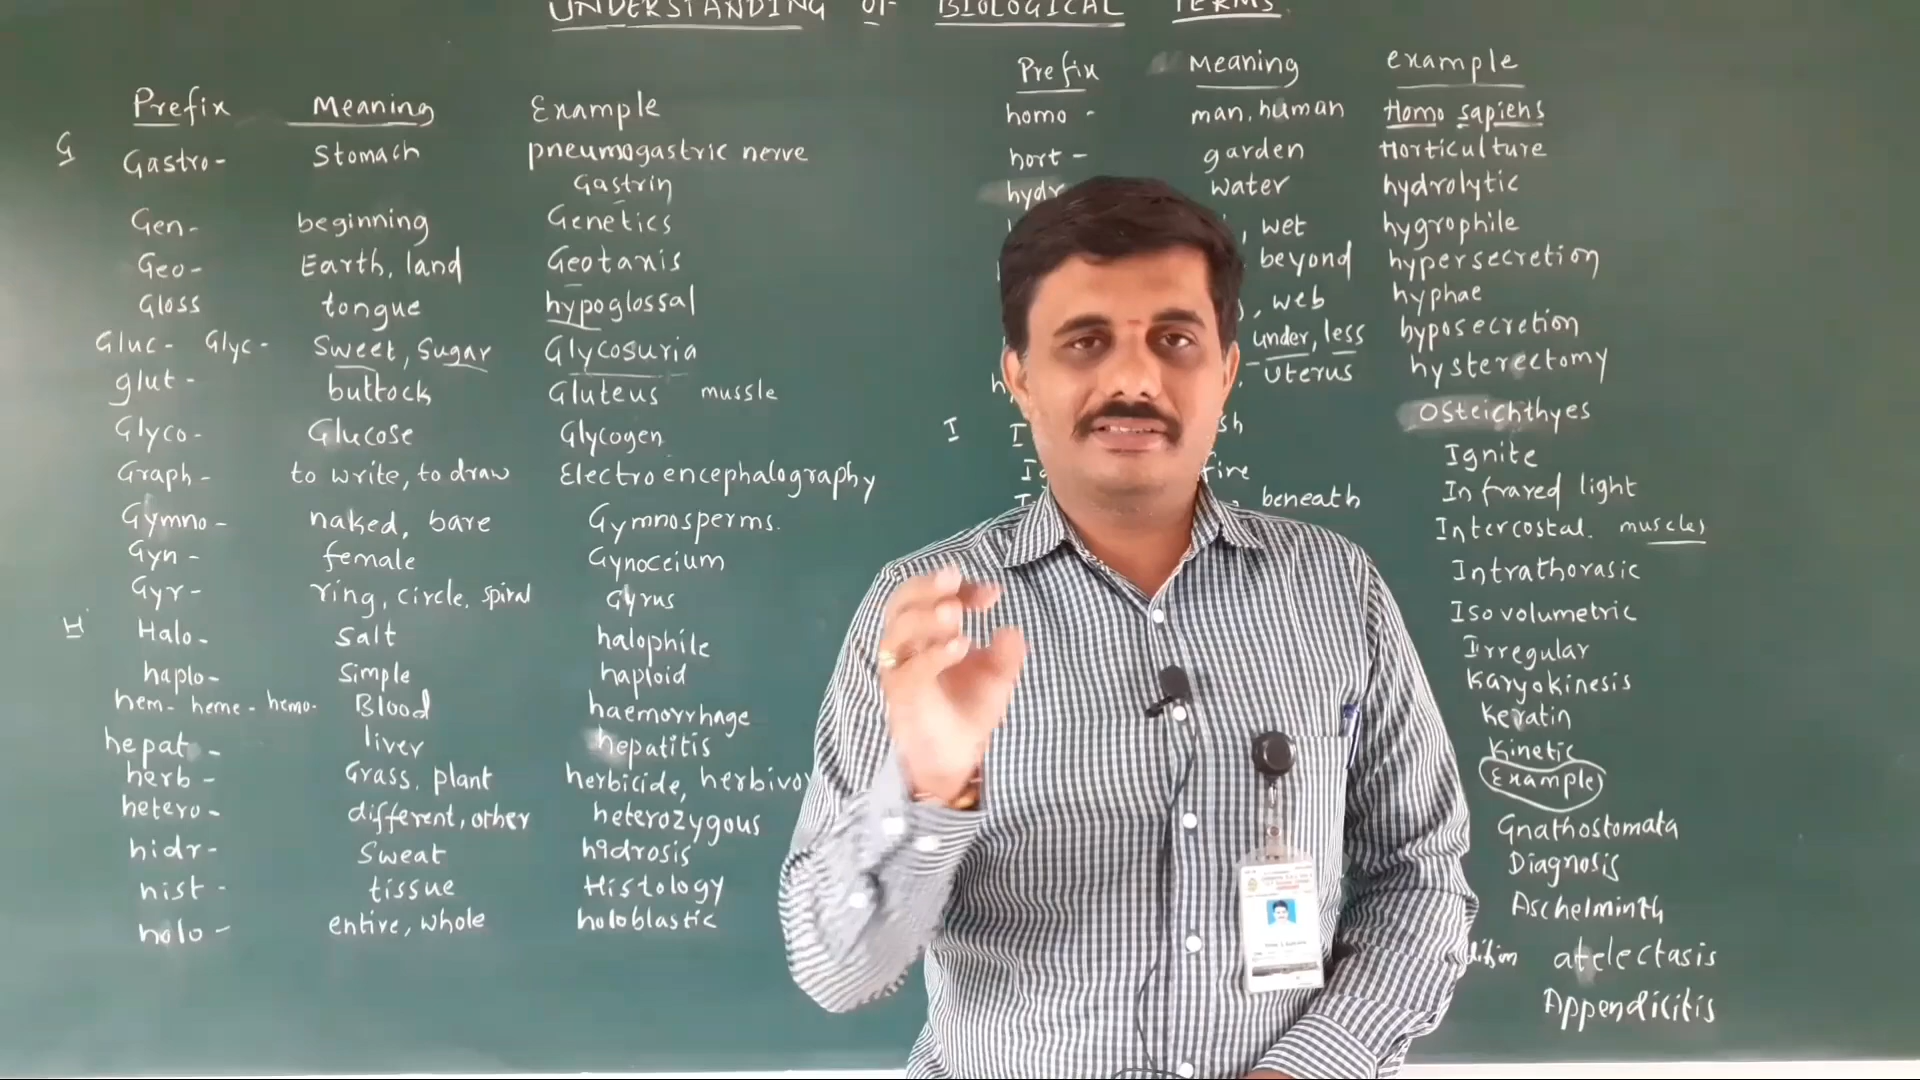 UNDERSTANDING OF BIOLOGICAL TERMS
Prefix Meaning Example
G Gastro- Stomach pneumogastric nerve
Gastrin
Gen- beginning Genetics
Geo- Earth, land Geotaxis
Gloss tongue hypoglossal
Gluc- Glyc- Sweet, Sugar Glycosuria
glut- buttock Gluteus mussle
Glyco- Glucose Glycogen
Graph- to write, to draw Electroencephalography
Gymno- naked, bare Gymnosperms.
Gyn- female Gynoceium
Gyr- ring, circle, spiral Gyrus
H Halo- Salt halophile
haplo- Simple haploid
hem- heme- hemo- Blood haemorrhage
hepat- liver hepatitis
herb- Grass, plant herbicide, herbivo
hetero- different, other heterozygous
hidr- Sweat hidrosis
hist- tissue Histology
holo- entire, whole holoblastic
Prefix Meaning example
homo- man, human Homo sapiens
hort- garden Horticulture
hydr water hydrolytic
, wet hygrophile
beyond hypersecretion
, web hyphae
under, less hyposecretion
uterus hysterectomy
I I sh Osteichthyes
fire Ignite
beneath Infrared light
Intercostal. muscles
Intrathorasic
Isovolumetric
Irregular
Karyokinesis
Keratin
Kinetic
Example
Gnathostomata
Diagnosis
Aschelminth
dition atelectasis
Appendicitis